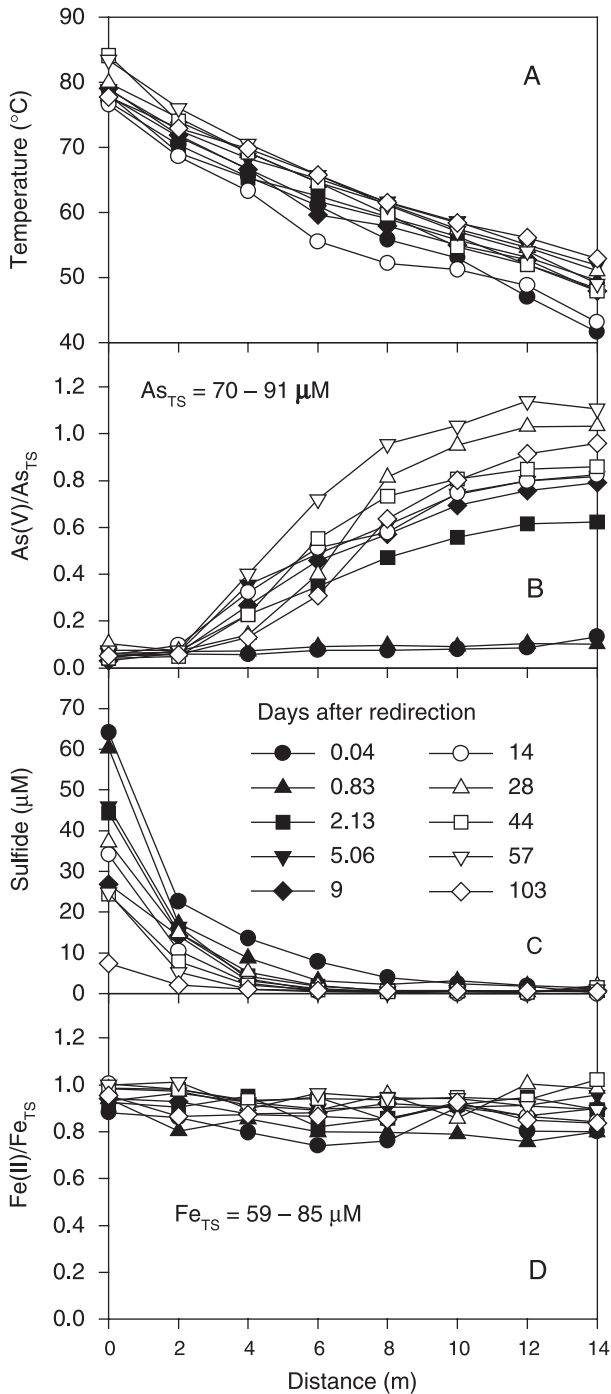 90
80
70
60
50
40
Temperature (°C)
A
1.2
1.0
0.8
0.6
0.4
0.2
0.0
As(V)/AsTS
AsTS = 70 – 91 μM
B
70
60
50
40
30
20
10
0
Sulfide (μM)
Days after redirection
0.04
14
0.83
28
2.13
44
5.06
57
9
103
C
1.2
1.0
0.8
0.6
0.4
0.2
0.0
Fe(II)/FeTS
FeTS = 59 – 85 μM
D
0 2 4 6 8 10 12 14
Distance (m)